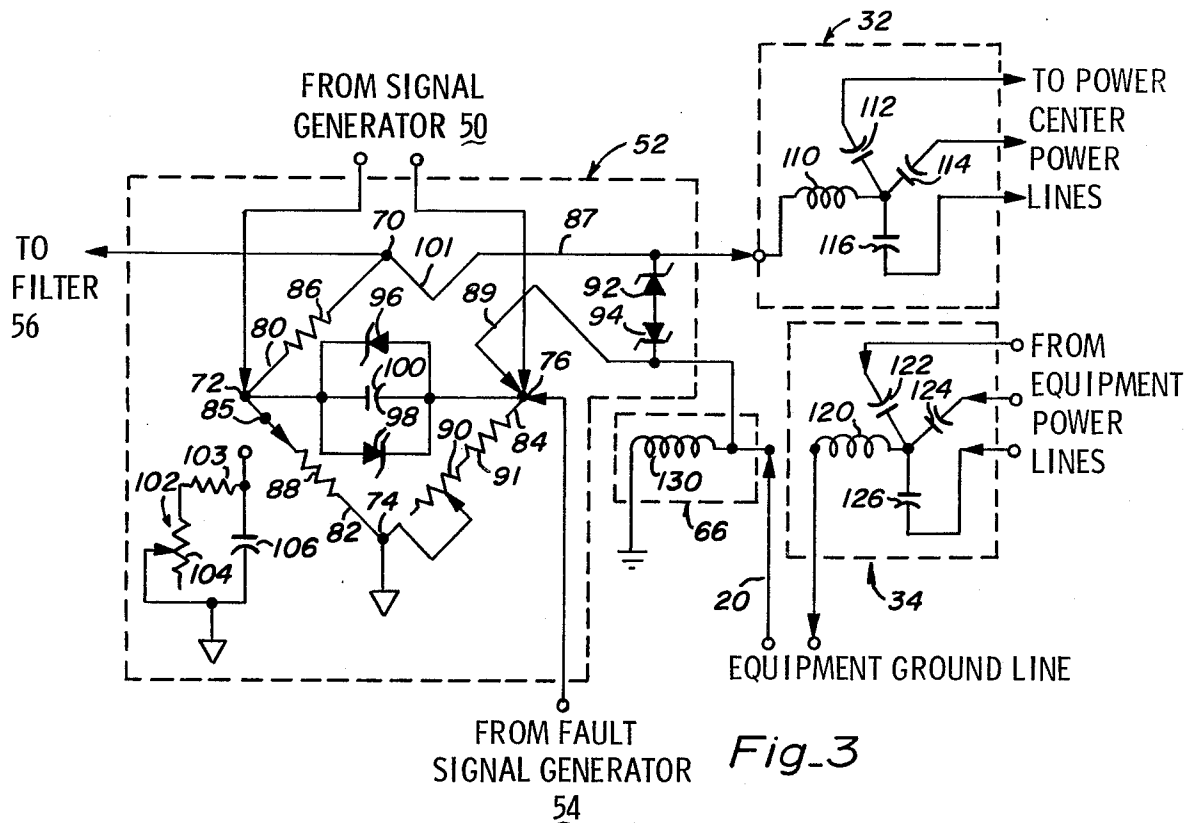 32
FROM SIGNAL
GENERATOR 50
TO POWER
CENTER
POWER
LINES
112
114
110
116
52
87
70
101
TO
FILTER
56
86
80
96
89
92
94
100
72
76
98
85
84
90
91
88
103
102
82
74
104
106
130
66
20
FROM
EQUIPMENT
POWER
LINES
122
124
120
126
34
EQUIPMENT GROUND LINE
FROM FAULT
SIGNAL GENERATOR
54
Fig_3